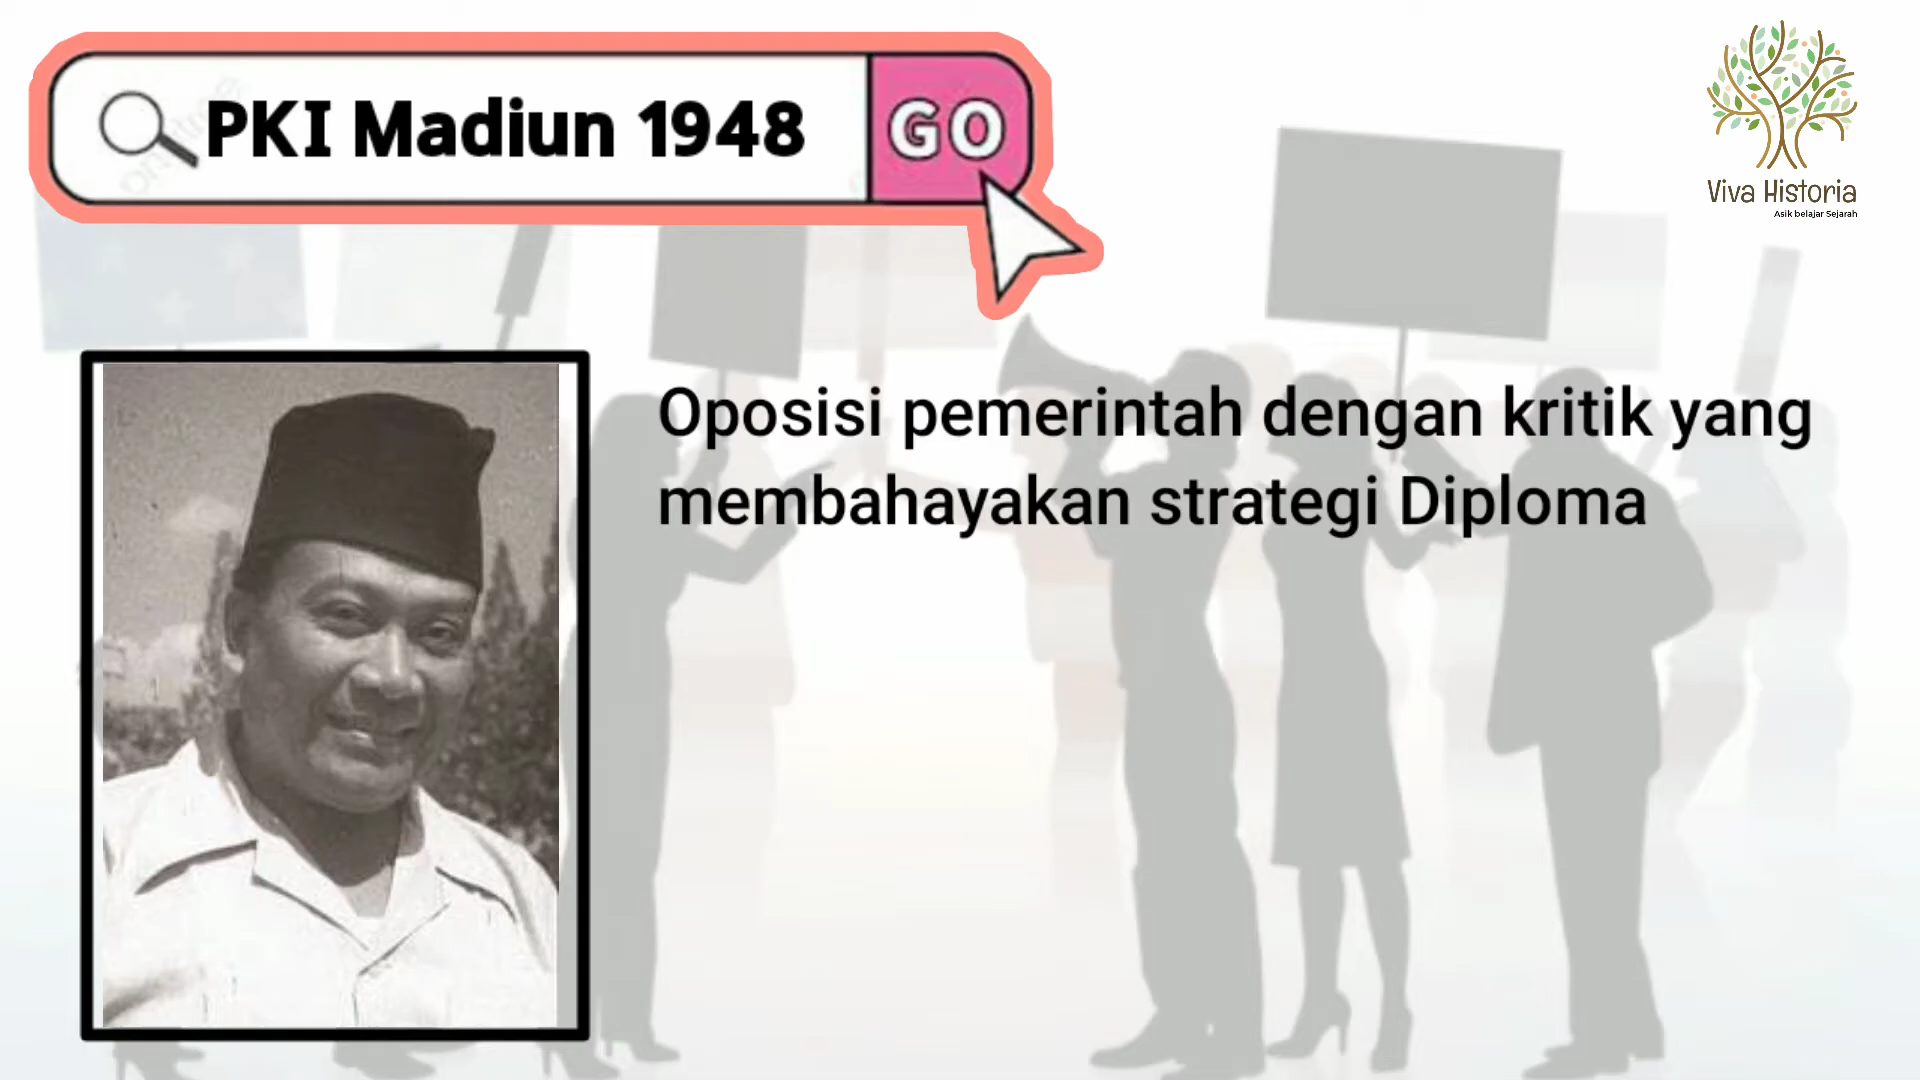 PKI Madiun 1948
GO
Viva Historia
Asik belajar Sejarah
Oposisi pemerintah dengan kritik yang
membahayakan strategi Diploma